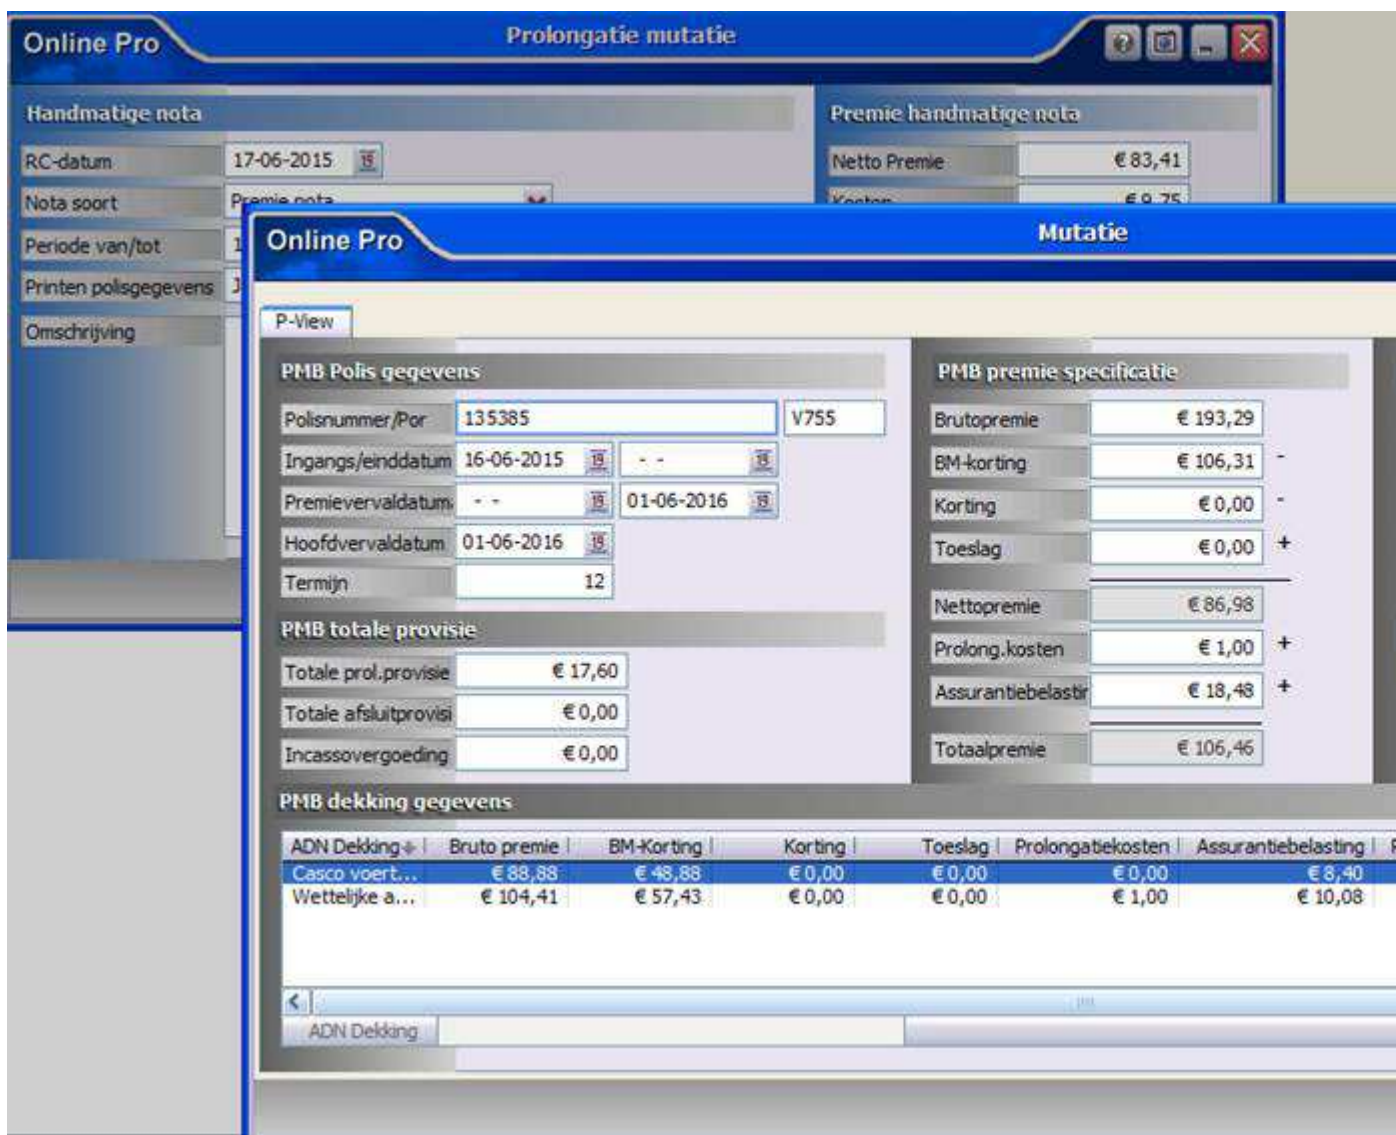 Online Pro Prolongatie mutatie
Handmatige nota Premie handmatige nota
RC-datum 17-06-2015 Netto Premie € 83,41
Nota soort Premie nota Kosten € 9,75
Periode van/tot 1
Printen polisgegevens J
Omschrijving
Online Pro Mutatie
P-View
PMB Polis gegevens
Polisnummer/Por 135385 V755
Ingangs/einddatum 16-06-2015 - -
Premievervaldatum - - 01-06-2016
Hoofdvervaldatum 01-06-2016
Termijn 12
PMB totale provisie
Totale prol.provisie € 17,60
Totale afsluitprovisi € 0,00
Incassovergoeding € 0,00
PMB premie specificatie
Brutopremie € 193,29
BM-korting € 106,31 -
Korting € 0,00 -
Toeslag € 0,00 +
Nettopremie € 86,98
Prolong.kosten € 1,00 +
Assurantiebelastin € 18,48 +
Totaalpremie € 106,46
PMB dekking gegevens
ADN Dekking Bruto premie BM-Korting Korting Toeslag Prolongatiekosten Assurantiebelasting
Casco voert... € 88,88 € 48,88 € 0,00 € 0,00 € 0,00 € 8,40
Wettelijke a... € 104,41 € 57,43 € 0,00 € 0,00 € 1,00 € 10,08
ADN Dekking